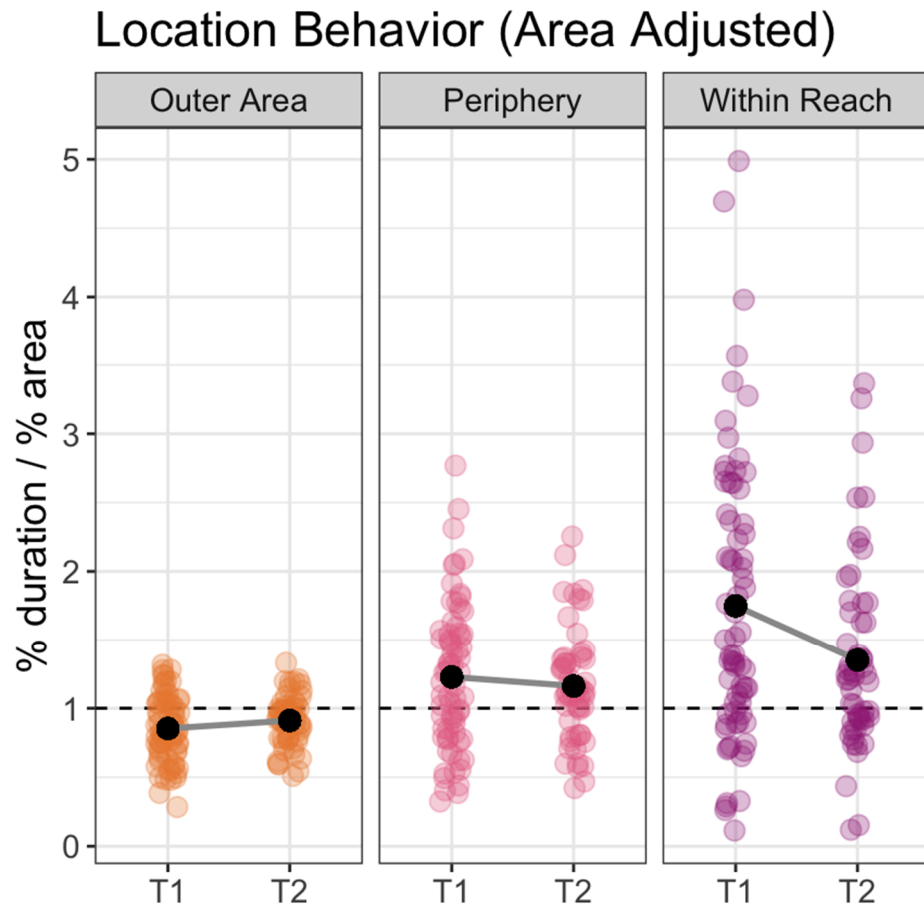 Location Behavior (Area Adjusted)
Outer Area
Periphery
Within Reach
% duration / % area
5
4
3
2
1
0
T1
T2
T1
T2
T1
T2